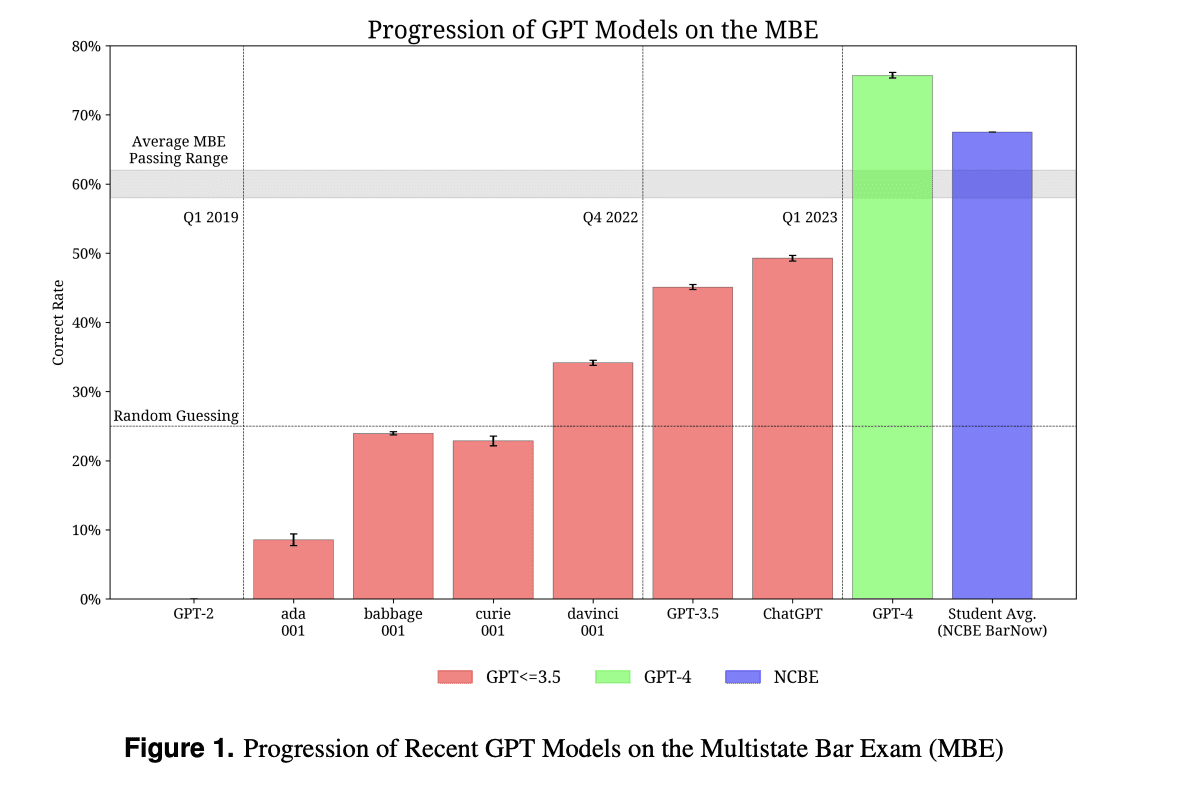 Progression of GPT Models on the MBE
80%
70%
60%
50%
40%
30%
20%
10%
0%
Correct Rate
Average MBE
Passing Range
Q1 2019
Q4 2022
Q1 2023
Random Guessing
GPT-2
ada
001
babbage
001
curie
001
davinci
001
GPT-3.5
ChatGPT
GPT-4
Student Avg.
(NCBE BarNow)
GPT<=3.5
GPT-4
NCBE
Figure 1. Progression of Recent GPT Models on the Multistate Bar Exam (MBE)